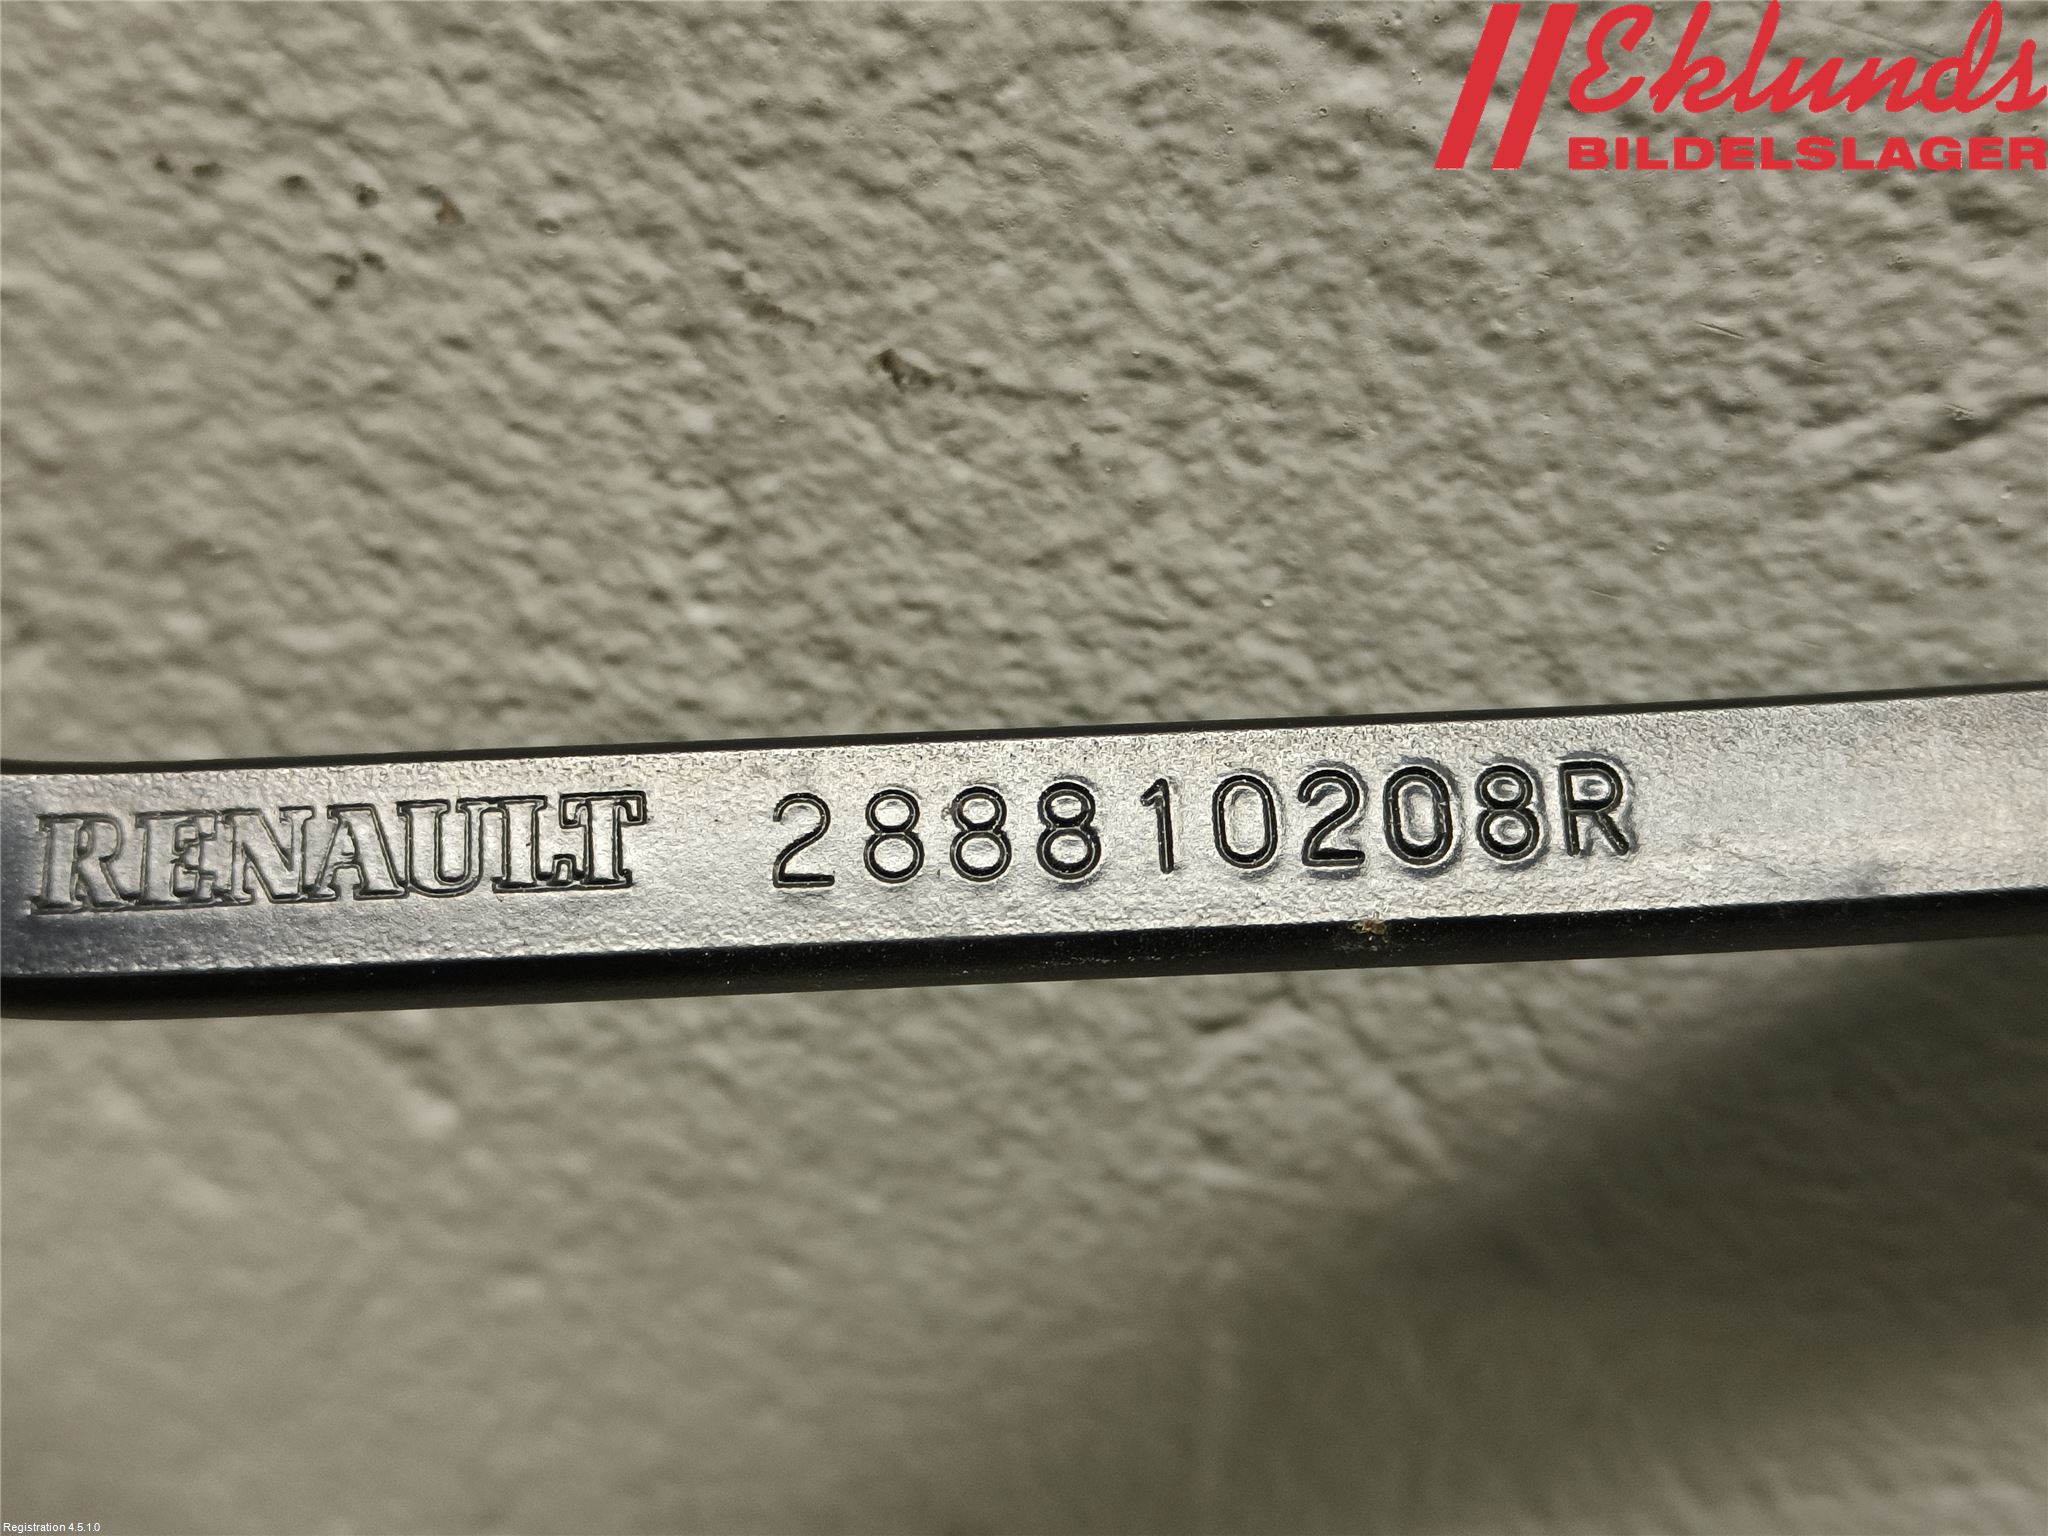 Eklunds
BILDELSLAGER
RENAULT 288810208R
Registration 4.5.1.0